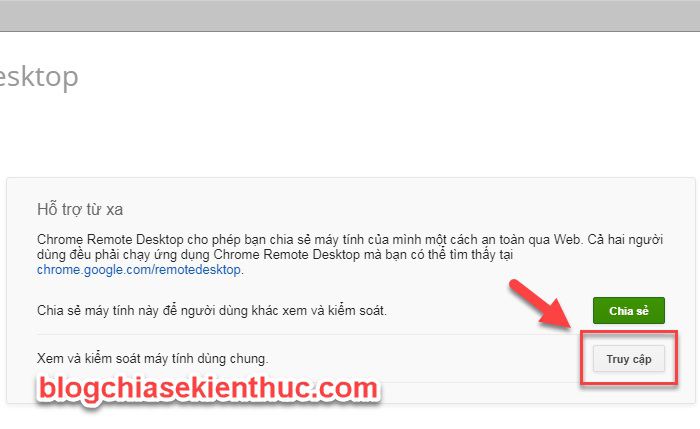 esktop
Hỗ trợ từ xa
Chrome Remote Desktop cho phép bạn chia sẻ máy tính của mình một cách an toàn qua Web. Cả hai người
dùng đều phải chạy ứng dụng Chrome Remote Desktop mà bạn có thể tìm thấy tại
chrome.google.com/remotedesktop.
Chia sẻ máy tính này để người dùng khác xem và kiểm soát.
Chia sẻ
Xem và kiểm soát máy tính dùng chung.
Truy cập
blogchiasekienthuc.com